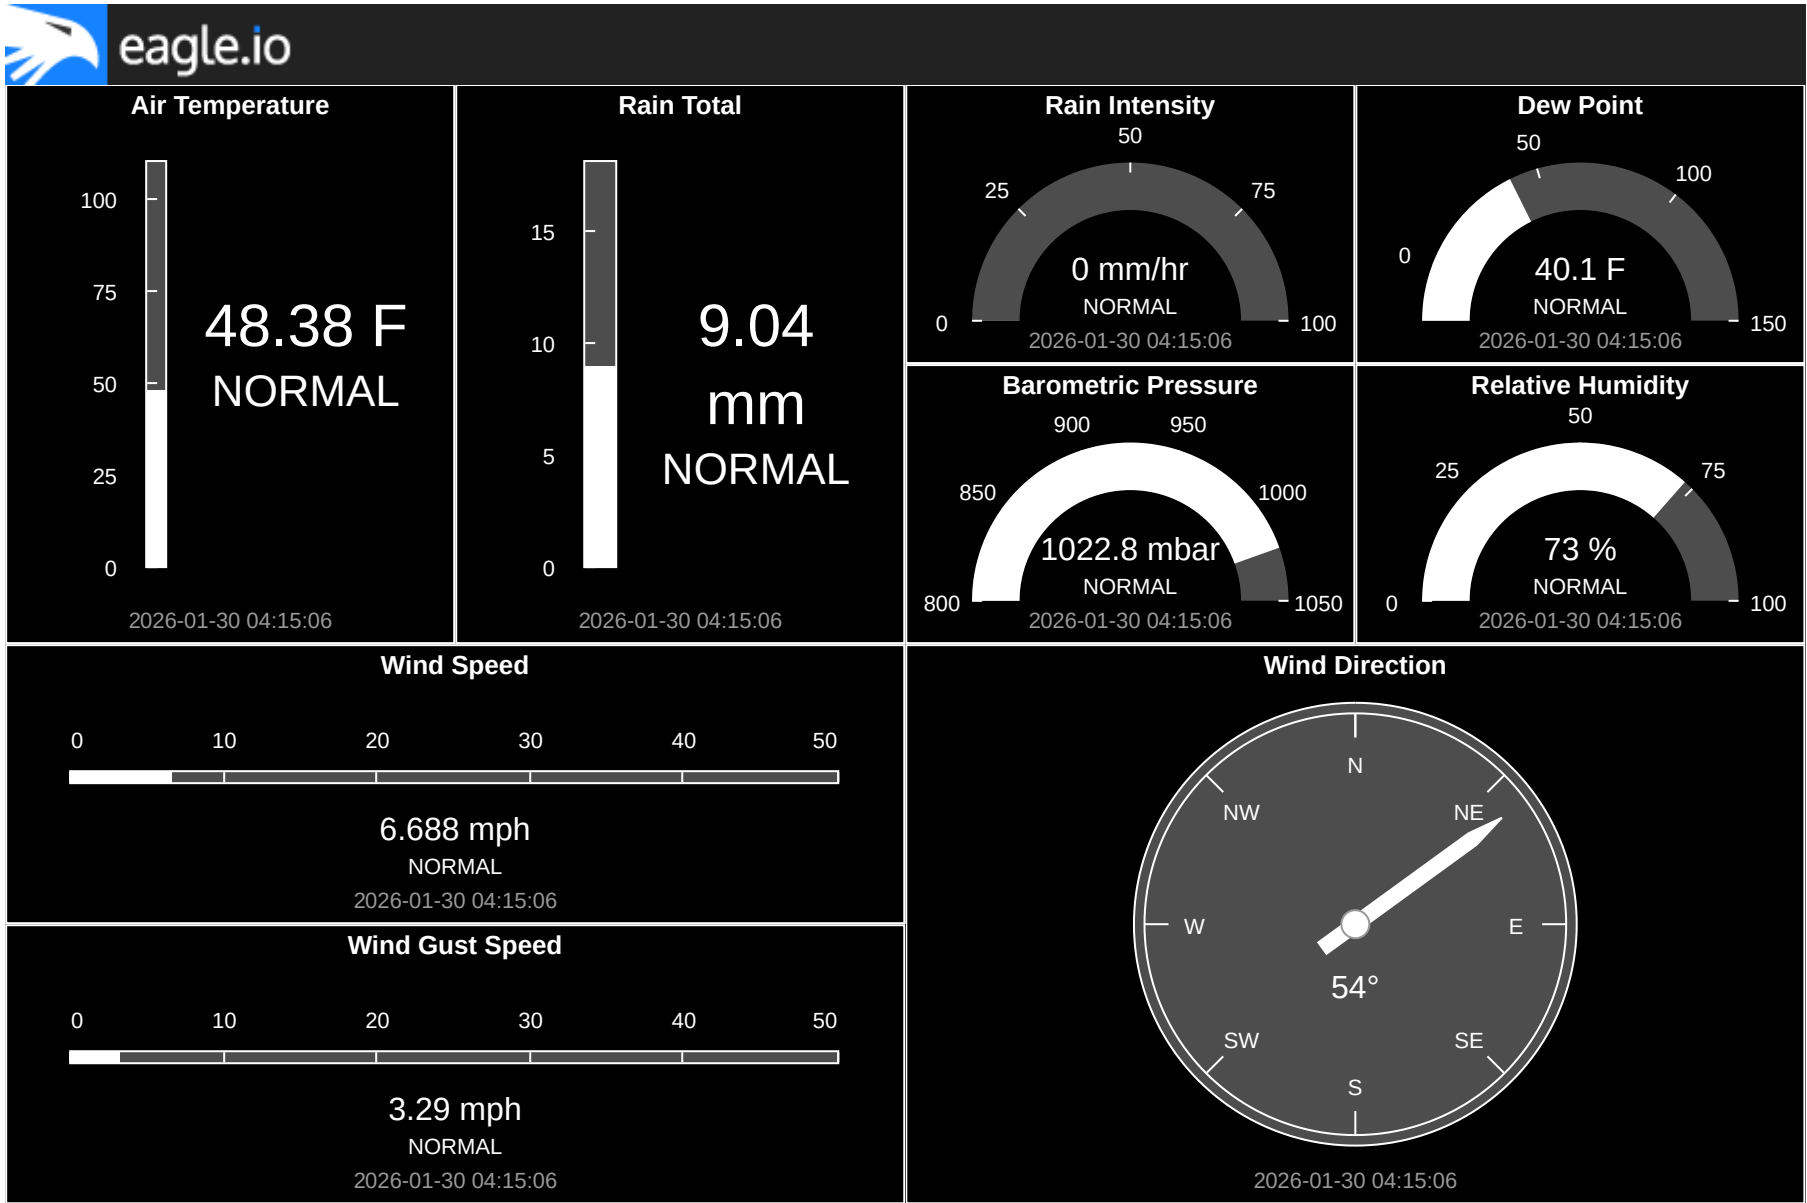 eagle.io
Air Temperature
100
75
50
25
0
48.38 F
NORMAL
2026-01-30 04:15:06
Rain Total
15
10
5
0
9.04
mm
NORMAL
2026-01-30 04:15:06
Rain Intensity
50
25
75
0
100
0 mm/hr
NORMAL
2026-01-30 04:15:06
Dew Point
50
100
0
150
40.1 F
NORMAL
2026-01-30 04:15:06
Barometric Pressure
900
950
850
1000
800
1050
1022.8 mbar
NORMAL
2026-01-30 04:15:06
Relative Humidity
50
25
75
0
100
73 %
NORMAL
2026-01-30 04:15:06
Wind Speed
0 10 20 30 40 50
6.688 mph
NORMAL
2026-01-30 04:15:06
Wind Gust Speed
0 10 20 30 40 50
3.29 mph
NORMAL
2026-01-30 04:15:06
Wind Direction
N
NW
NE
W
E
54°
SW
SE
S
2026-01-30 04:15:06